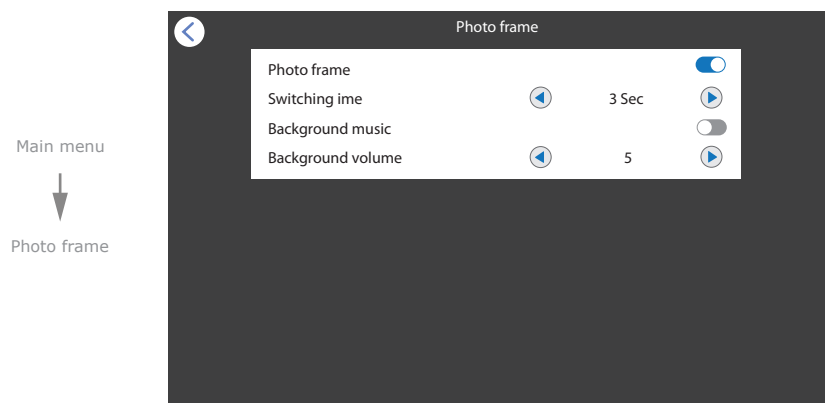 Photo frame
Photo frame
Switching ime
3 Sec
Background music
Background volume
5
Main menu
Photo frame